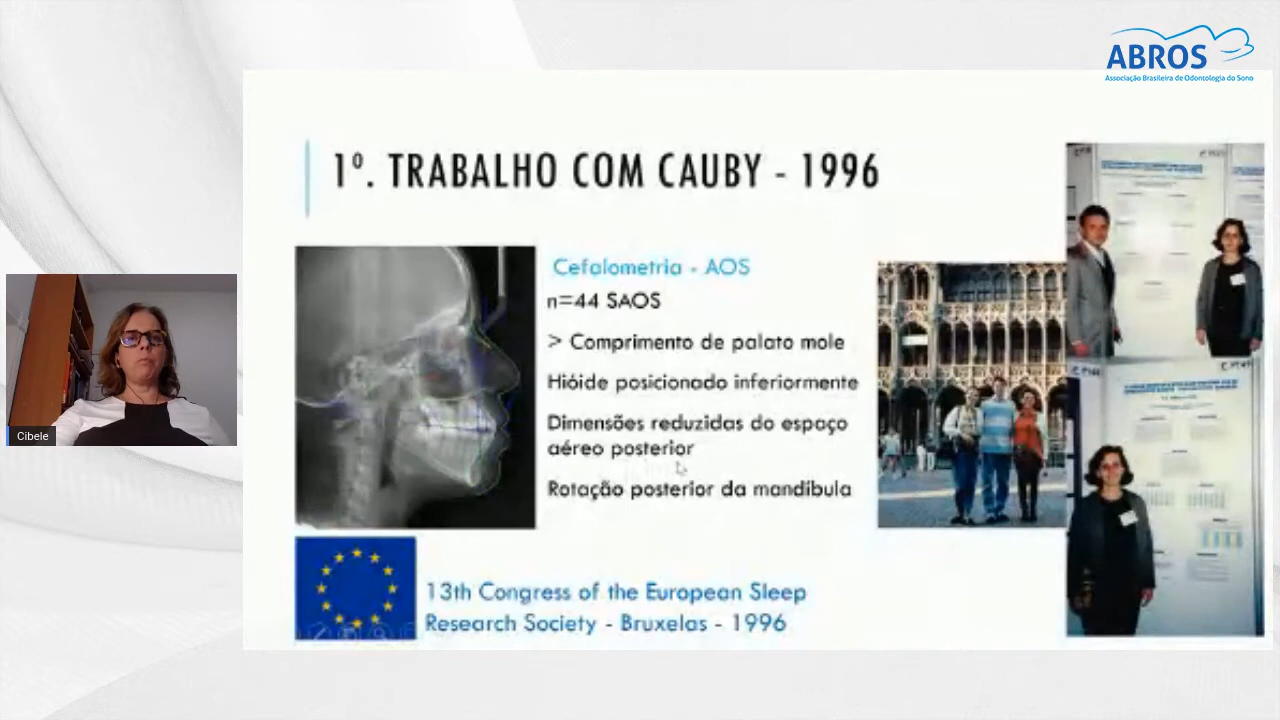 ABROS
Associação Brasileira de Odontologia do Sono
1º. TRABALHO COM CAUBY - 1996
Cefalometria - AOS
n=44 SAOS
> Comprimento de palato mole
Hióide posicionado inferiormente
Dimensões reduzidas do espaço
aéreo posterior
Rotação posterior da mandíbula
Cibele
13th Congress of the European Sleep
Research Society - Bruxelas - 1996